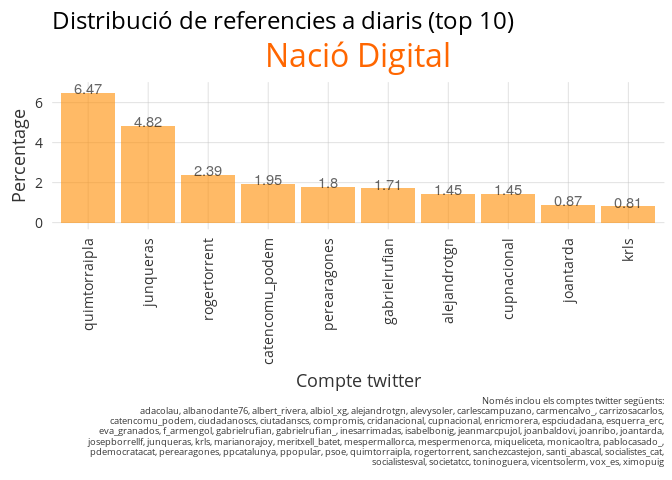 Distribució de referencies a diaris (top 10)
Nació Digital
Percentage
6
4
2
0
6.47
4.82
2.39
1.95
1.8
1.71
1.45
1.45
0.87
0.81
quimtorraipla
junqueras
rogertorrent
catencomu_podem
perearagones
gabrielrufian
alejandrotgn
cupnacional
joantarda
krls
Compte twitter
Només inclou els comptes twitter següents:
adacolau, albanodante76, albert_rivera, albiol_xg, alejandrotgn, alevysoler, carlescampuzano, carmencalvo_, carrizosacarlos,
catencomu_podem, ciudadanoscs, ciutadanscs, compromis, cridanacional, cupnacional, enricmorera, espciudadana, esquerra_erc,
eva_granados, f_armengol, gabrielrufian, gabrielrufian_, inesarrimadas, isabelbonig, jeanmarcpujol, joanbaldovi, joanribo, joantarda,
josepborrellf, junqueras, krls, marianorajoy, meritxell_batet, mespermallorca, mespermenorca, miqueliceta, monicaoltra, pablocasado_,
pdemocratacat, perearagones, ppcatalunya, ppopular, psoe, quimtorraipla, rogertorrent, sanchezcastejon, santi_abascal, socialistes_cat,
socialistesval, societatcc, toninoguera, vicentsolerm, vox_es, ximopuig